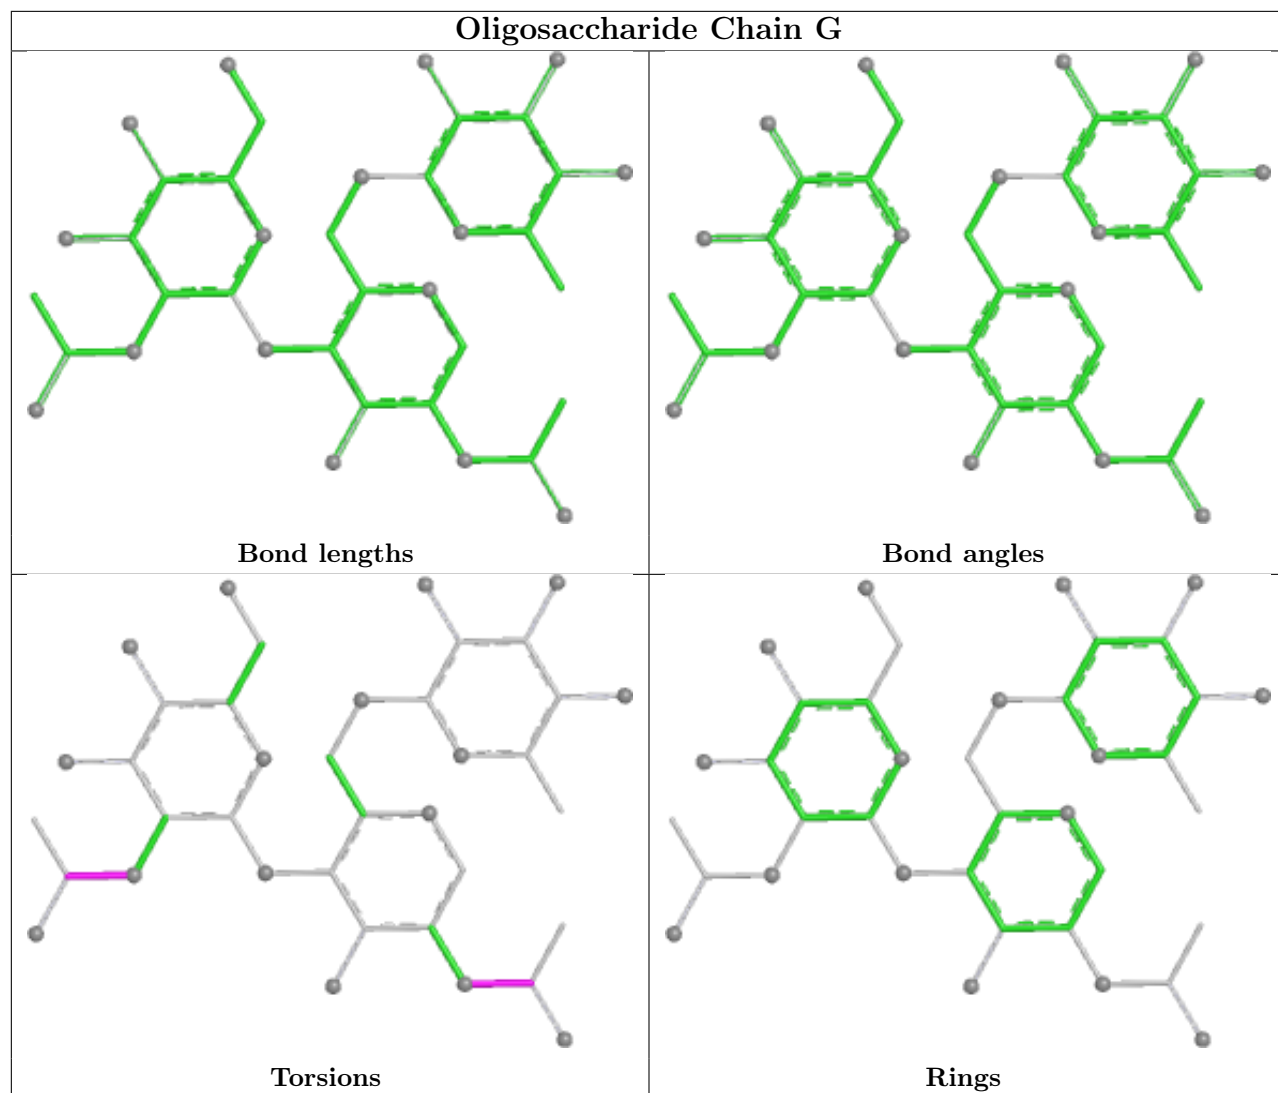 Oligosaccharide Chain G
Bond lengths
Bond angles
Torsions
Rings